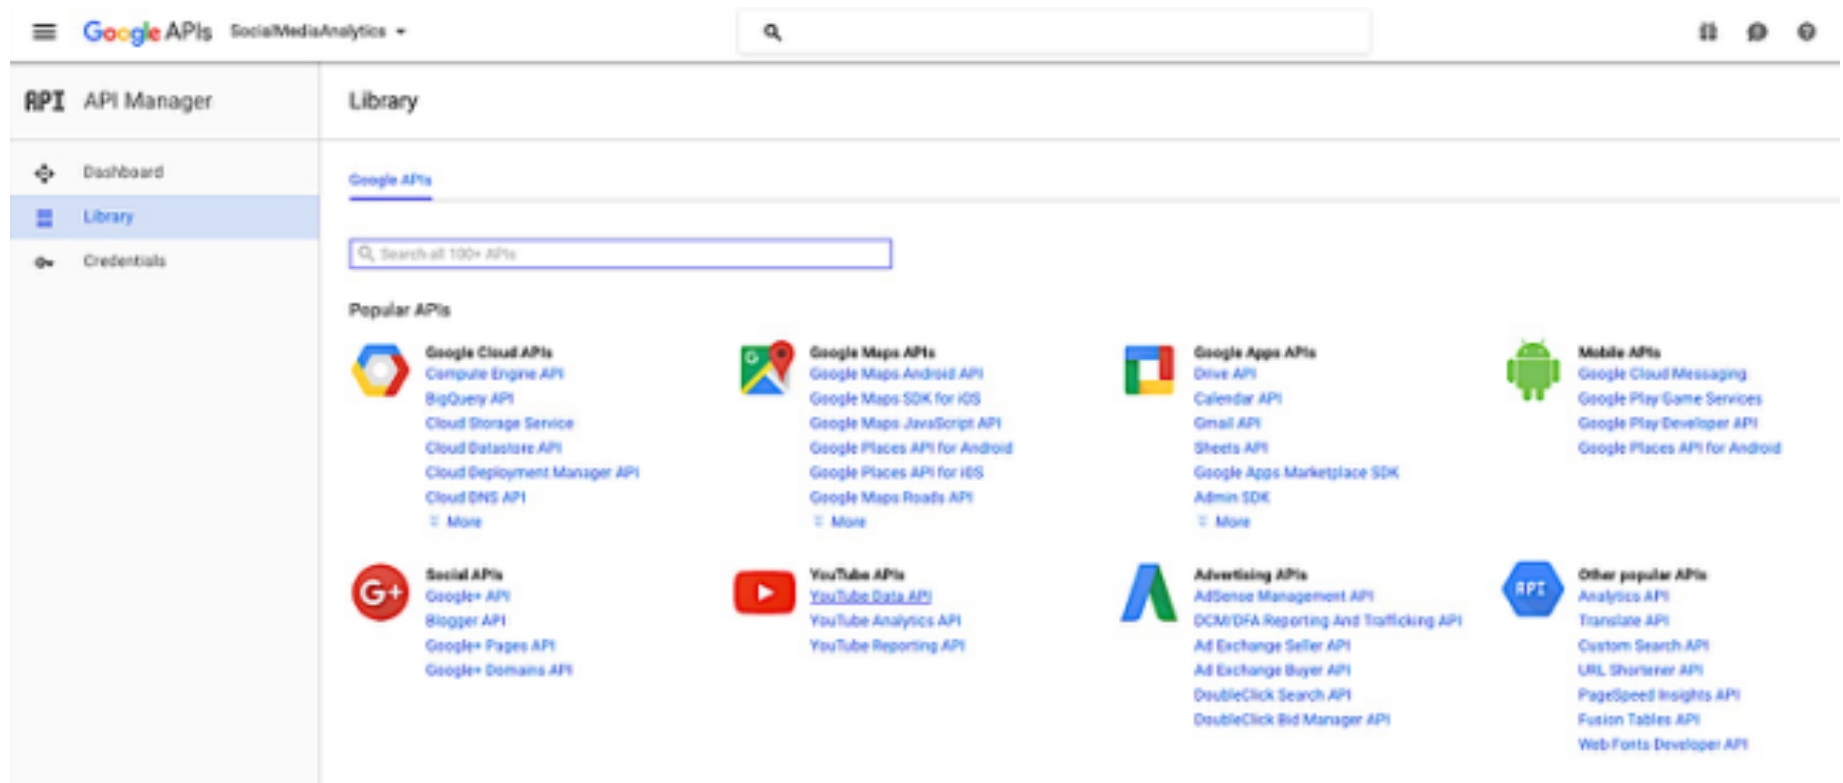 Google APIs SocialMediaAnalytics
API API Manager
Library
Dashboard
Library
Credentials
Google APIs
Search all 100+ APIs
Popular APIs
Google Cloud APIs
Compute Engine API
BigQuery API
Cloud Storage Service
Cloud Datastore API
Cloud Deployment Manager API
Cloud DNS API
More
G
Google Maps APIs
Google Maps Android API
Google Maps SDK for iOS
Google Maps JavaScript API
Google Places API for Android
Google Places API for iOS
Google Maps Roads API
More
Google Apps APIs
Drive API
Calendar API
Gmail API
Sheets API
Google Apps Marketplace SDK
Admin SDK
More
Mobile APIs
Google Cloud Messaging
Google Play Game Services
Google Play Developer API
Google Places API for Android
G+
Social APIs
Google+ API
Blogger API
Google+ Pages API
Google+ Domains API
YouTube APIs
YouTube Data API
YouTube Analytics API
YouTube Reporting API
Advertising APIs
AdSense Management API
DCM/DFA Reporting And Trafficking API
Ad Exchange Seller API
Ad Exchange Buyer API
DoubleClick Search API
DoubleClick Bid Manager API
API
Other popular APIs
Analytics API
Translate API
Custom Search API
URL Shortener API
PageSpeed Insights API
Fusion Tables API
Web Fonts Developer API